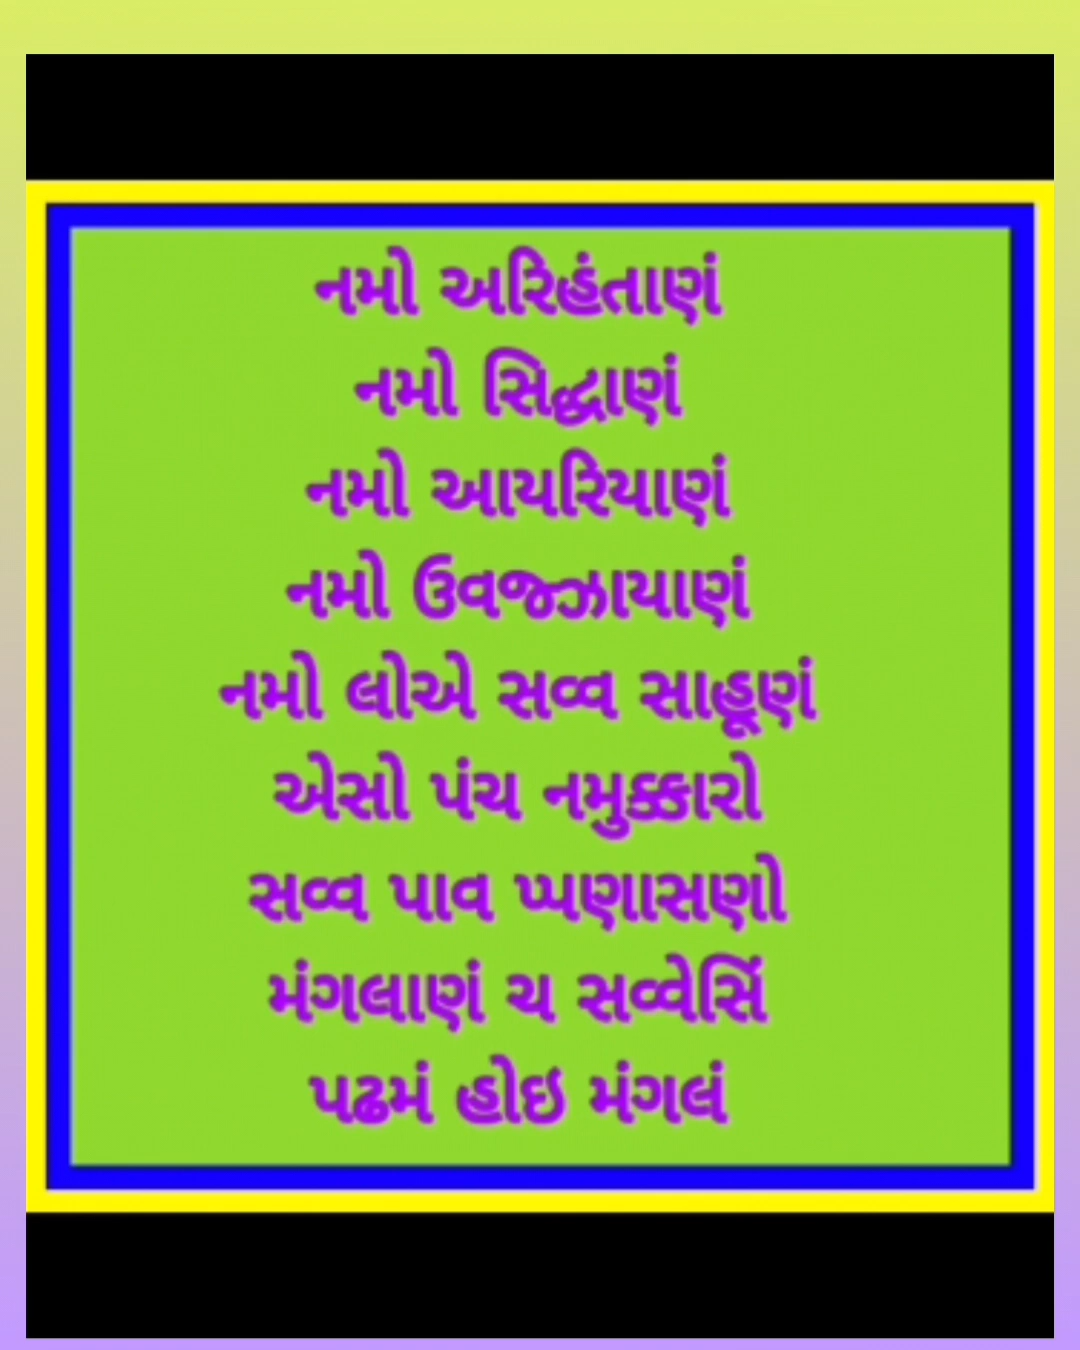 નમો અરિહંતાણં
નમો સિદ્ધાણં
નમો આયરિયાણં
નમો ઉવજ્ઝાયાણં
નમો લોએ સવ્વ સાહૂણં
એસો પંચ નમુક્કારો
સવ્વ પાવ પ્પણાસણો
મંગલાણં ચ સવ્વેસિં
પઢમં હોઇ મંગલં